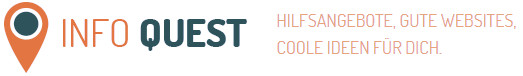 INFO QUEST
HILFSANGEBOTE, GUTE WEBSITES,
COOLE IDEEN FÜR DICH.